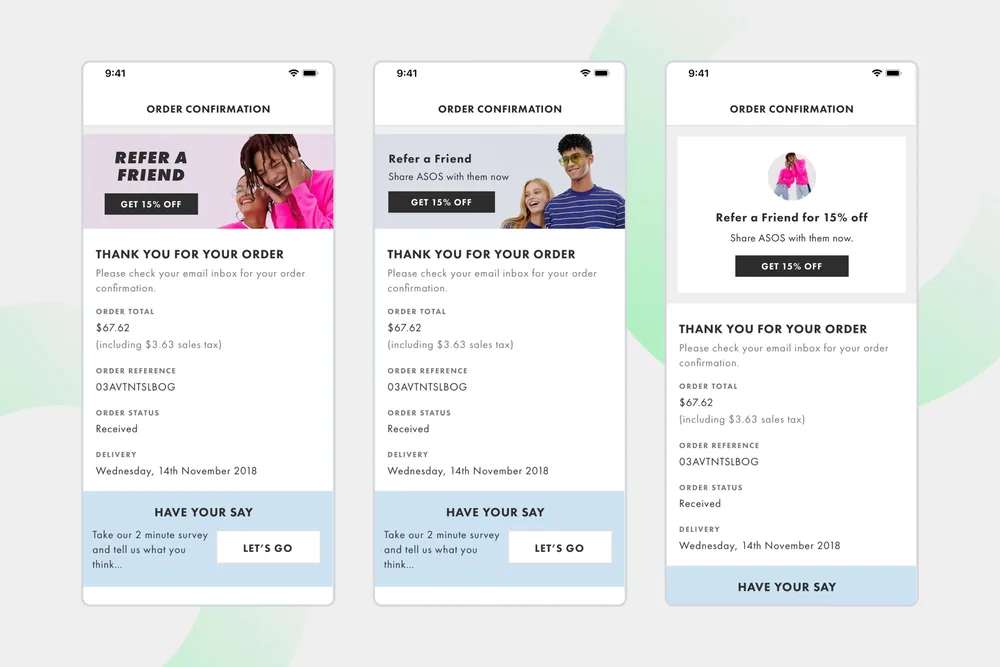 9:41
ORDER CONFIRMATION
REFER A
FRIEND
GET 15% OFF
THANK YOU FOR YOUR ORDER
Please check your email inbox for your order
confirmation.
ORDER TOTAL
$67.62
(including $3.63 sales tax)
ORDER REFERENCE
03AVTNTSLBOG
ORDER STATUS
Received
DELIVERY
Wednesday, 14th November 2018
HAVE YOUR SAY
Take our 2 minute survey
and tell us what you
think...
LET'S GO
9:41
ORDER CONFIRMATION
Refer a Friend
Share ASOS with them now
GET 15% OFF
THANK YOU FOR YOUR ORDER
Please check your email inbox for your order
confirmation.
ORDER TOTAL
$67.62
(including $3.63 sales tax)
ORDER REFERENCE
03AVTNTSLBOG
ORDER STATUS
Received
DELIVERY
Wednesday, 14th November 2018
HAVE YOUR SAY
Take our 2 minute survey
and tell us what you
think...
LET'S GO
9:41
ORDER CONFIRMATION
Refer a Friend for 15% off
Share ASOS with them now.
GET 15% OFF
THANK YOU FOR YOUR ORDER
Please check your email inbox for your order
confirmation.
ORDER TOTAL
$67.62
(including $3.63 sales tax)
ORDER REFERENCE
03AVTNTSLBOG
ORDER STATUS
Received
DELIVERY
Wednesday, 14th November 2018
HAVE YOUR SAY